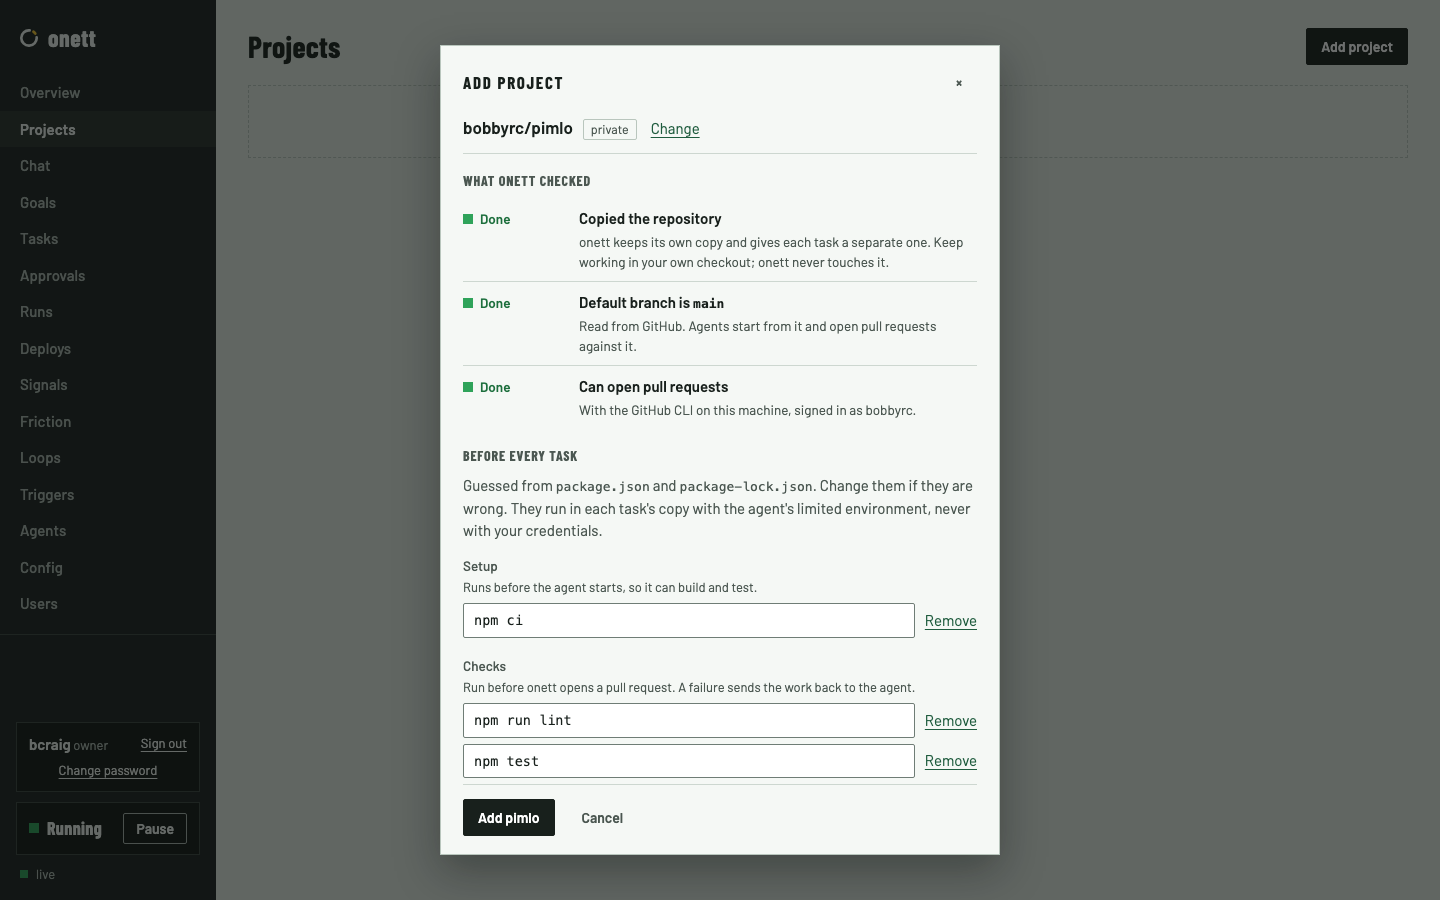 onett
Overview
Projects
Chat
Goals
Tasks
Approvals
Runs
Deploys
Signals
Friction
Loops
Triggers
Agents
Config
Users
bcraig owner
Sign out
Change password
Running
Pause
live
Projects
Add project
ADD PROJECT
×
bobbyrc/pimlo private Change
WHAT ONETT CHECKED
Done
Copied the repository
onett keeps its own copy and gives each task a separate one. Keep
working in your own checkout; onett never touches it.
Done
Default branch is main
Read from GitHub. Agents start from it and open pull requests
against it.
Done
Can open pull requests
With the GitHub CLI on this machine, signed in as bobbyrc.
BEFORE EVERY TASK
Guessed from package.json and package-lock.json. Change them if they are
wrong. They run in each task's copy with the agent's limited environment, never
with your credentials.
Setup
Runs before the agent starts, so it can build and test.
npm ci
Remove
Checks
Run before onett opens a pull request. A failure sends the work back to the agent.
npm run lint
Remove
npm test
Remove
Add pimlo
Cancel